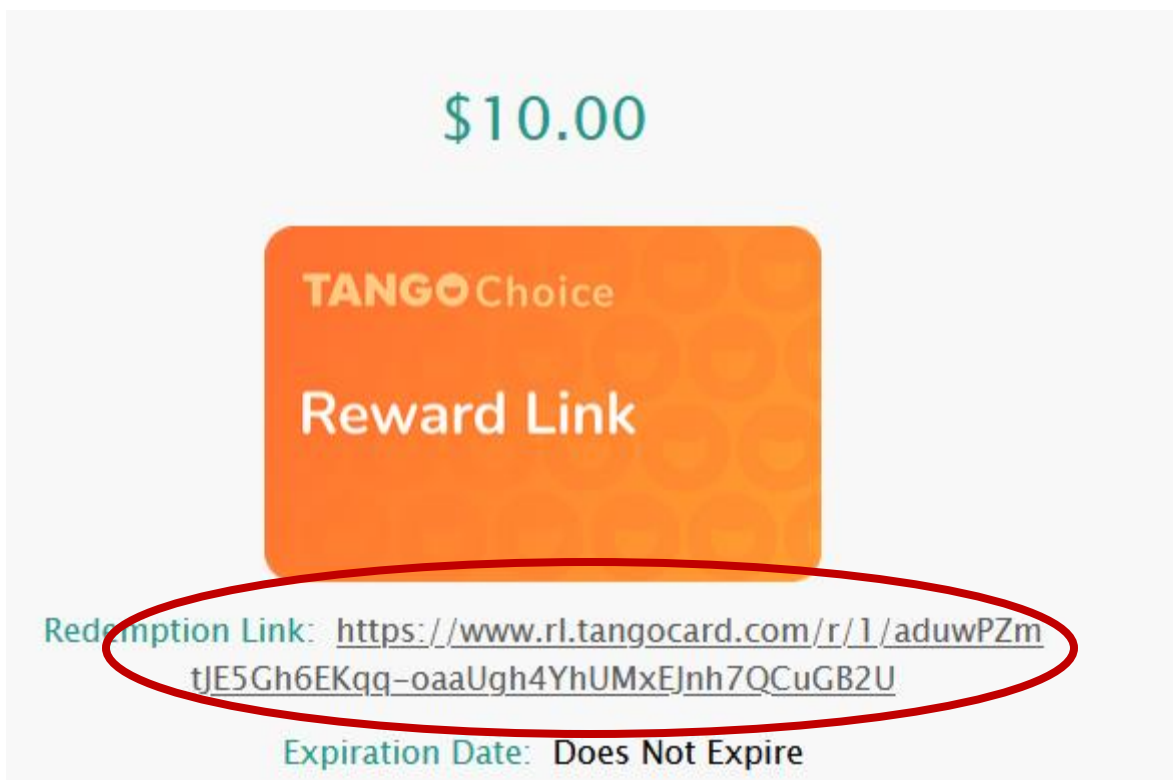 $10.00
TANGO Choice
Reward Link
Redemption Link: https://www.rl.tangocard.com/r/1/aduwPZm
tJE5Gh6EKqq-oaaUgh4YhUMxEJnh7QCuGB2U
Expiration Date: Does Not Expire